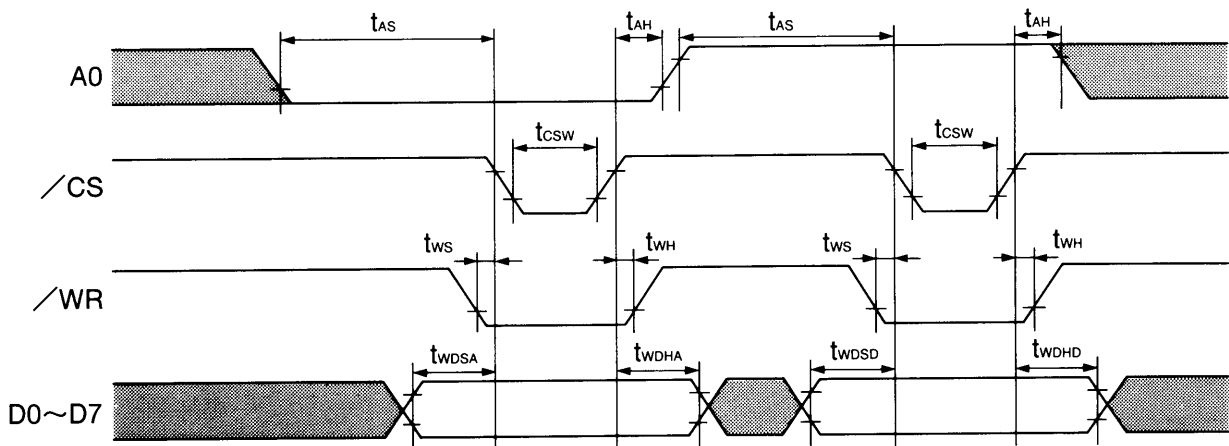 tAS tAH tAS tAH
A0
tCSW tCSW
/CS
tWS tWH tWS tWH
/WR
tWDSA tWDHA tWDSD tWDHD
D0~D7